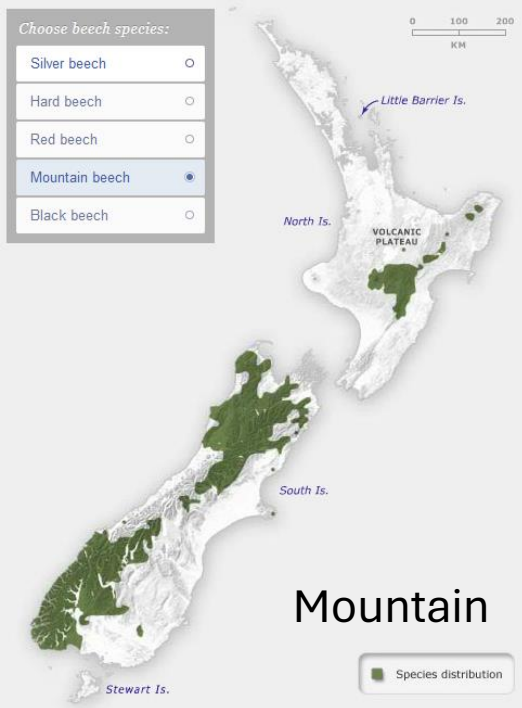 Choose beech species:
Silver beech
Hard beech
Red beech
Mountain beech
Black beech
0 100 200
KM
Little Barrier Is.
North Is.
VOLCANIC
PLATEAU
South Is.
Mountain
Species distribution
Stewart Is.